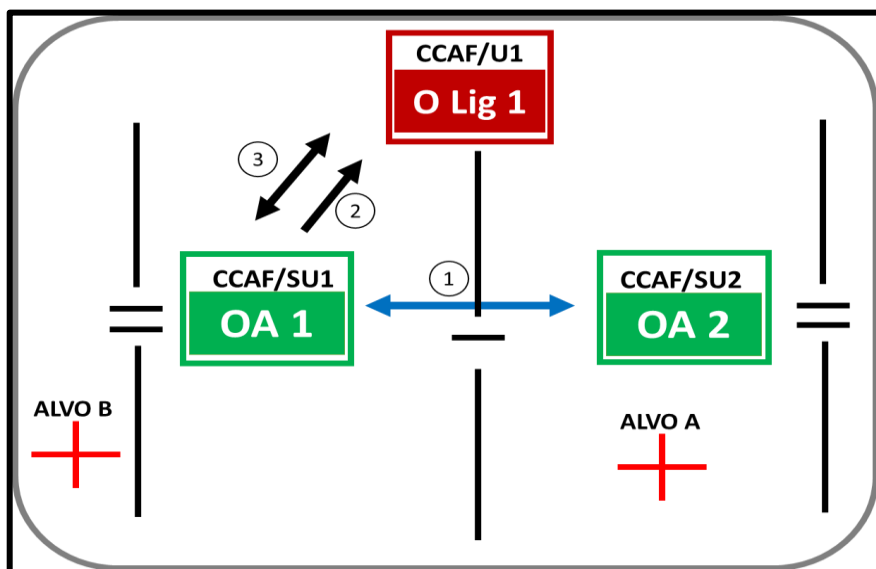 CCAF/U1
O Lig 1
3
2
1
CCAF/SU1
OA 1
CCAF/SU2
OA 2
ALVO B
ALVO A